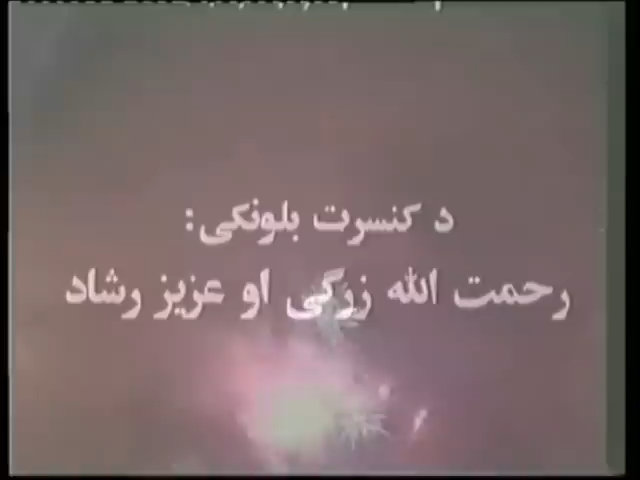 د کنسرت بلونکی:
رحمت الله زرگی او عزیز رشاد